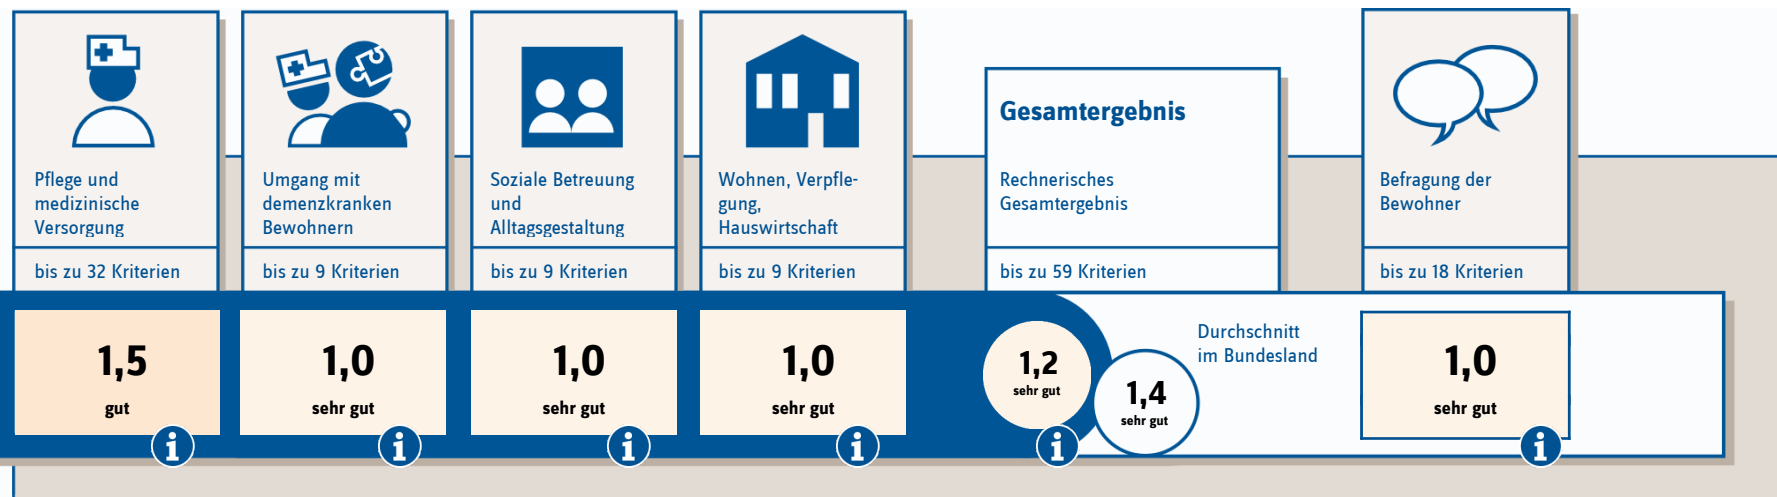 Pflege und
medizinische
Versorgung
bis zu 32 Kriterien
1,5
gut
i
Umgang mit
demenzkranken
Bewohnern
bis zu 9 Kriterien
1,0
sehr gut
i
Soziale Betreuung
und
Alltagsgestaltung
bis zu 9 Kriterien
1,0
sehr gut
i
Wohnen, Verpfle-
gung,
Hauswirtschaft
bis zu 9 Kriterien
1,0
sehr gut
i
Gesamtergebnis
Rechnerisches
Gesamtergebnis
bis zu 59 Kriterien
1,2
sehr gut
i
1,4
sehr gut
Durchschnitt
im Bundesland
Befragung der
Bewohner
bis zu 18 Kriterien
1,0
sehr gut
i